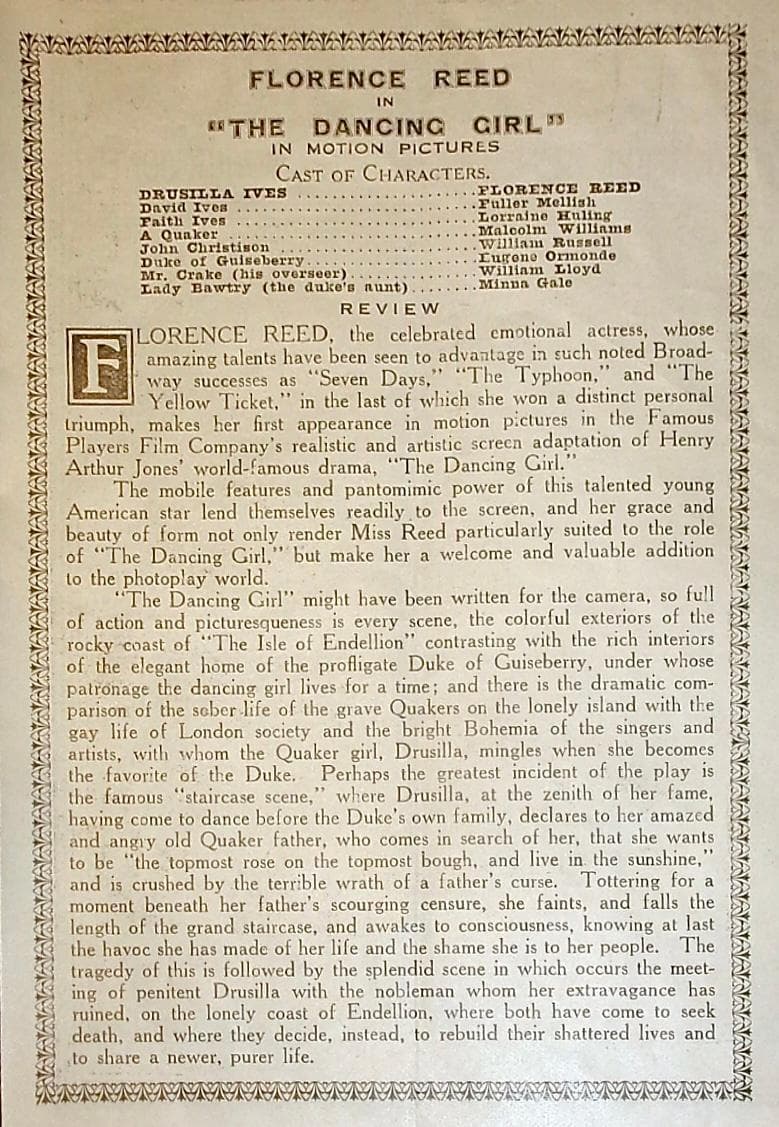 FLORENCE REED
IN
"THE DANCING GIRL"
IN MOTION PICTURES
CAST OF CHARACTERS.
DRUSILLA IVES ....................FLORENCE REED
David Ives ...........................Fuller Mellish
Faith Ives ...........................Lorraine Huling
A Quaker ...........................Malcolm Williams
John Christison ......................William Russell
Duke of Guiseberry...................Eugene Ormonde
Mr. Crake (his overseer)..............William Lloyd
Lady Bawtry (the duke's aunt)........Minna Gale
REVIEW
FLORENCE REED, the celebrated emotional actress, whose
amazing talents have been seen to advantage in such noted Broad-
way successes as "Seven Days," "The Typhoon," and "The
Yellow Ticket," in the last of which she won a distinct personal
triumph, makes her first appearance in motion pictures in the Famous
Players Film Company's realistic and artistic screen adaptation of Henry
Arthur Jones' world-famous drama, "The Dancing Girl."
The mobile features and pantomimic power of this talented young
American star lend themselves readily to the screen, and her grace and
beauty of form not only render Miss Reed particularly suited to the role
of "The Dancing Girl," but make her a welcome and valuable addition
to the photoplay world.
"The Dancing Girl" might have been written for the camera, so full
of action and picturesqueness is every scene, the colorful exteriors of the
rocky coast of "The Isle of Endellion" contrasting with the rich interiors
of the elegant home of the profligate Duke of Guiseberry, under whose
patronage the dancing girl lives for a time; and there is the dramatic com-
parison of the sober life of the grave Quakers on the lonely island with the
gay life of London society and the bright Bohemia of the singers and
artists, with whom the Quaker girl, Drusilla, mingles when she becomes
the favorite of the Duke. Perhaps the greatest incident of the play is
the famous "staircase scene," where Drusilla, at the zenith of her fame,
having come to dance before the Duke's own family, declares to her amazed
and angry old Quaker father, who comes in search of her, that she wants
to be "the topmost rose on the topmost bough, and live in the sunshine,"
and is crushed by the terrible wrath of a father's curse. Tottering for a
moment beneath her father's scourging censure, she faints, and falls the
length of the grand staircase, and awakes to consciousness, knowing at last
the havoc she has made of her life and the shame she is to her people. The
tragedy of this is followed by the splendid scene in which occurs the meet-
ing of penitent Drusilla with the nobleman whom her extravagance has
ruined, on the lonely coast of Endellion, where both have come to seek
death, and where they decide, instead, to rebuild their shattered lives and
to share a newer, purer life.